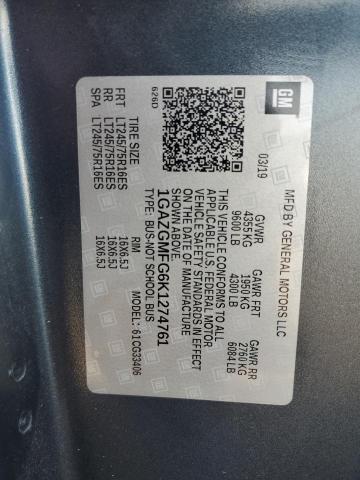 GM
MFD BY GENERAL MOTORS LLC
03/19
GVWR GAWR FRT GAWR RR
4355 KG 1950 KG 2760 KG
9600 LB 4300 LB 6084 LB
THIS VEHICLE CONFORMS TO ALL
APPLICABLE U.S. FEDERAL MOTOR
VEHICLE SAFETY STANDARDS IN EFFECT
ON THE DATE OF MANUFACTURE
SHOWN ABOVE.
1GAZGMFG6K1274761
TYPE: BUS-NOT SCHOOL BUS MODEL: 61CG33406
626D
TIRE SIZE RIM
FRT LT245/75R16ES 16X6.5J
RR LT245/75R16ES 16X6.5J
SPA LT245/75R16ES 16X6.5J